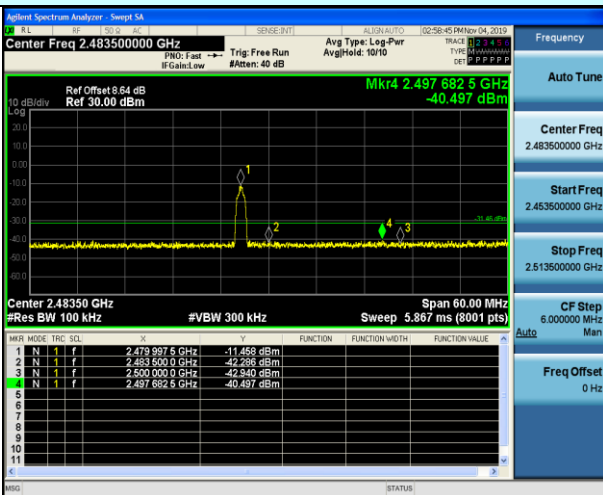 Agilent Spectrum Analyzer - Swept SA
RL RF 50 Ω AC SENSE:INT ALIGN AUTO 02:58:45 PM Nov 04, 2019
Center Freq 2.483500000 GHz
PNO: Fast
IFGain:Low
Trig: Free Run
#Atten: 40 dB
Avg Type: Log-Pwr
Avg|Hold: 10/10
TRACE 1 2 3 4 5 6
TYPE
DET P P P P P P
Frequency
Mkr4 2.497 682 5 GHz
-40.497 dBm
Ref Offset 8.64 dB
Ref 30.00 dBm
10 dB/div
Log
20.0
10.0
0.00
-10.0
-20.0
-30.0
-40.0
-50.0
-60.0
1
2
4
3
Center 2.48350 GHz Span 60.00 MHz
#Res BW 100 kHz #VBW 300 kHz Sweep 5.867 ms (8001 pts)
MKR MODE TRC SCL X Y FUNCTION FUNCTION WIDTH FUNCTION VALUE
1 N 1 f 2.479 997 5 GHz -11.458 dBm
2 N 1 f 2.483 500 0 GHz -42.286 dBm
3 N 1 f 2.500 000 0 GHz -42.940 dBm
4 N 1 f 2.497 682 5 GHz -40.497 dBm
5
6
7
8
9
10
11
MSG STATUS
Auto Tune
Center Freq
2.483500000 GHz
Start Freq
2.453500000 GHz
Stop Freq
2.513500000 GHz
CF Step
6.000000 MHz
Auto Man
Freq Offset
0 Hz